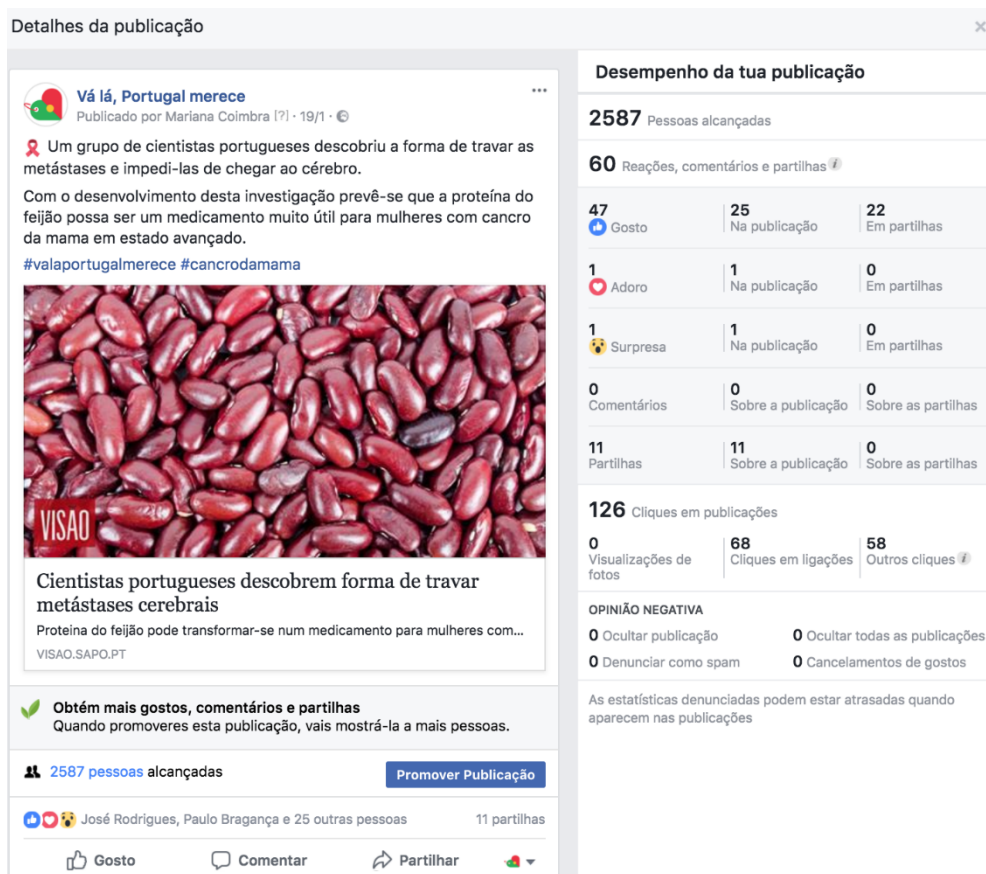 Detalhes da publicação
Vá lá, Portugal merece
Publicado por Mariana Coimbra [?] · 19/1 ·
Um grupo de cientistas portugueses descobriu a forma de travar as
metástases e impedi-las de chegar ao cérebro.
Com o desenvolvimento desta investigação prevê-se que a proteína do
feijão possa ser um medicamento muito útil para mulheres com cancro
da mama em estado avançado.
#valaportugalmerece #cancrodamama
VISAO
Cientistas portugueses descobrem forma de travar
metástases cerebrais
Proteina do feijão pode transformar-se num medicamento para mulheres com...
VISAO.SAPO.PT
Obtém mais gostos, comentários e partilhas
Quando promoveres esta publicação, vais mostrá-la a mais pessoas.
2587 pessoas alcançadas
Promover Publicação
José Rodrigues, Paulo Bragança e 25 outras pessoas
11 partilhas
Gosto
Comentar
Partilhar
Desempenho da tua publicação
2587 Pessoas alcançadas
60 Reações, comentários e partilhas
47 25 22
Gosto Na publicação Em partilhas
1 1 0
Adoro Na publicação Em partilhas
1 1 0
Surpresa Na publicação Em partilhas
0 0 0
Comentários Sobre a publicação Sobre as partilhas
11 11 0
Partilhas Sobre a publicação Sobre as partilhas
126 Cliques em publicações
0 68 58
Visualizações de Cliques em ligações Outros cliques
fotos
OPINIÃO NEGATIVA
0 Ocultar publicação 0 Ocultar todas as publicações
0 Denunciar como spam 0 Cancelamentos de gostos
As estatísticas denunciadas podem estar atrasadas quando
aparecem nas publicações